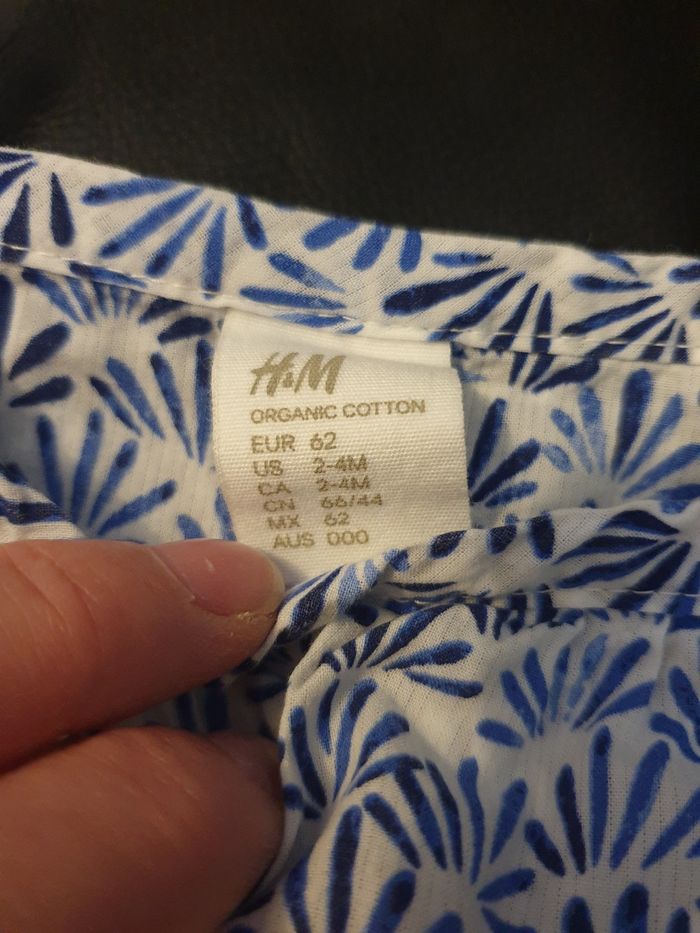 H&M
ORGANIC COTTON
EUR 62
US 2-4M
CA 2-4M
CN 66/44
MX 62
AUS 000